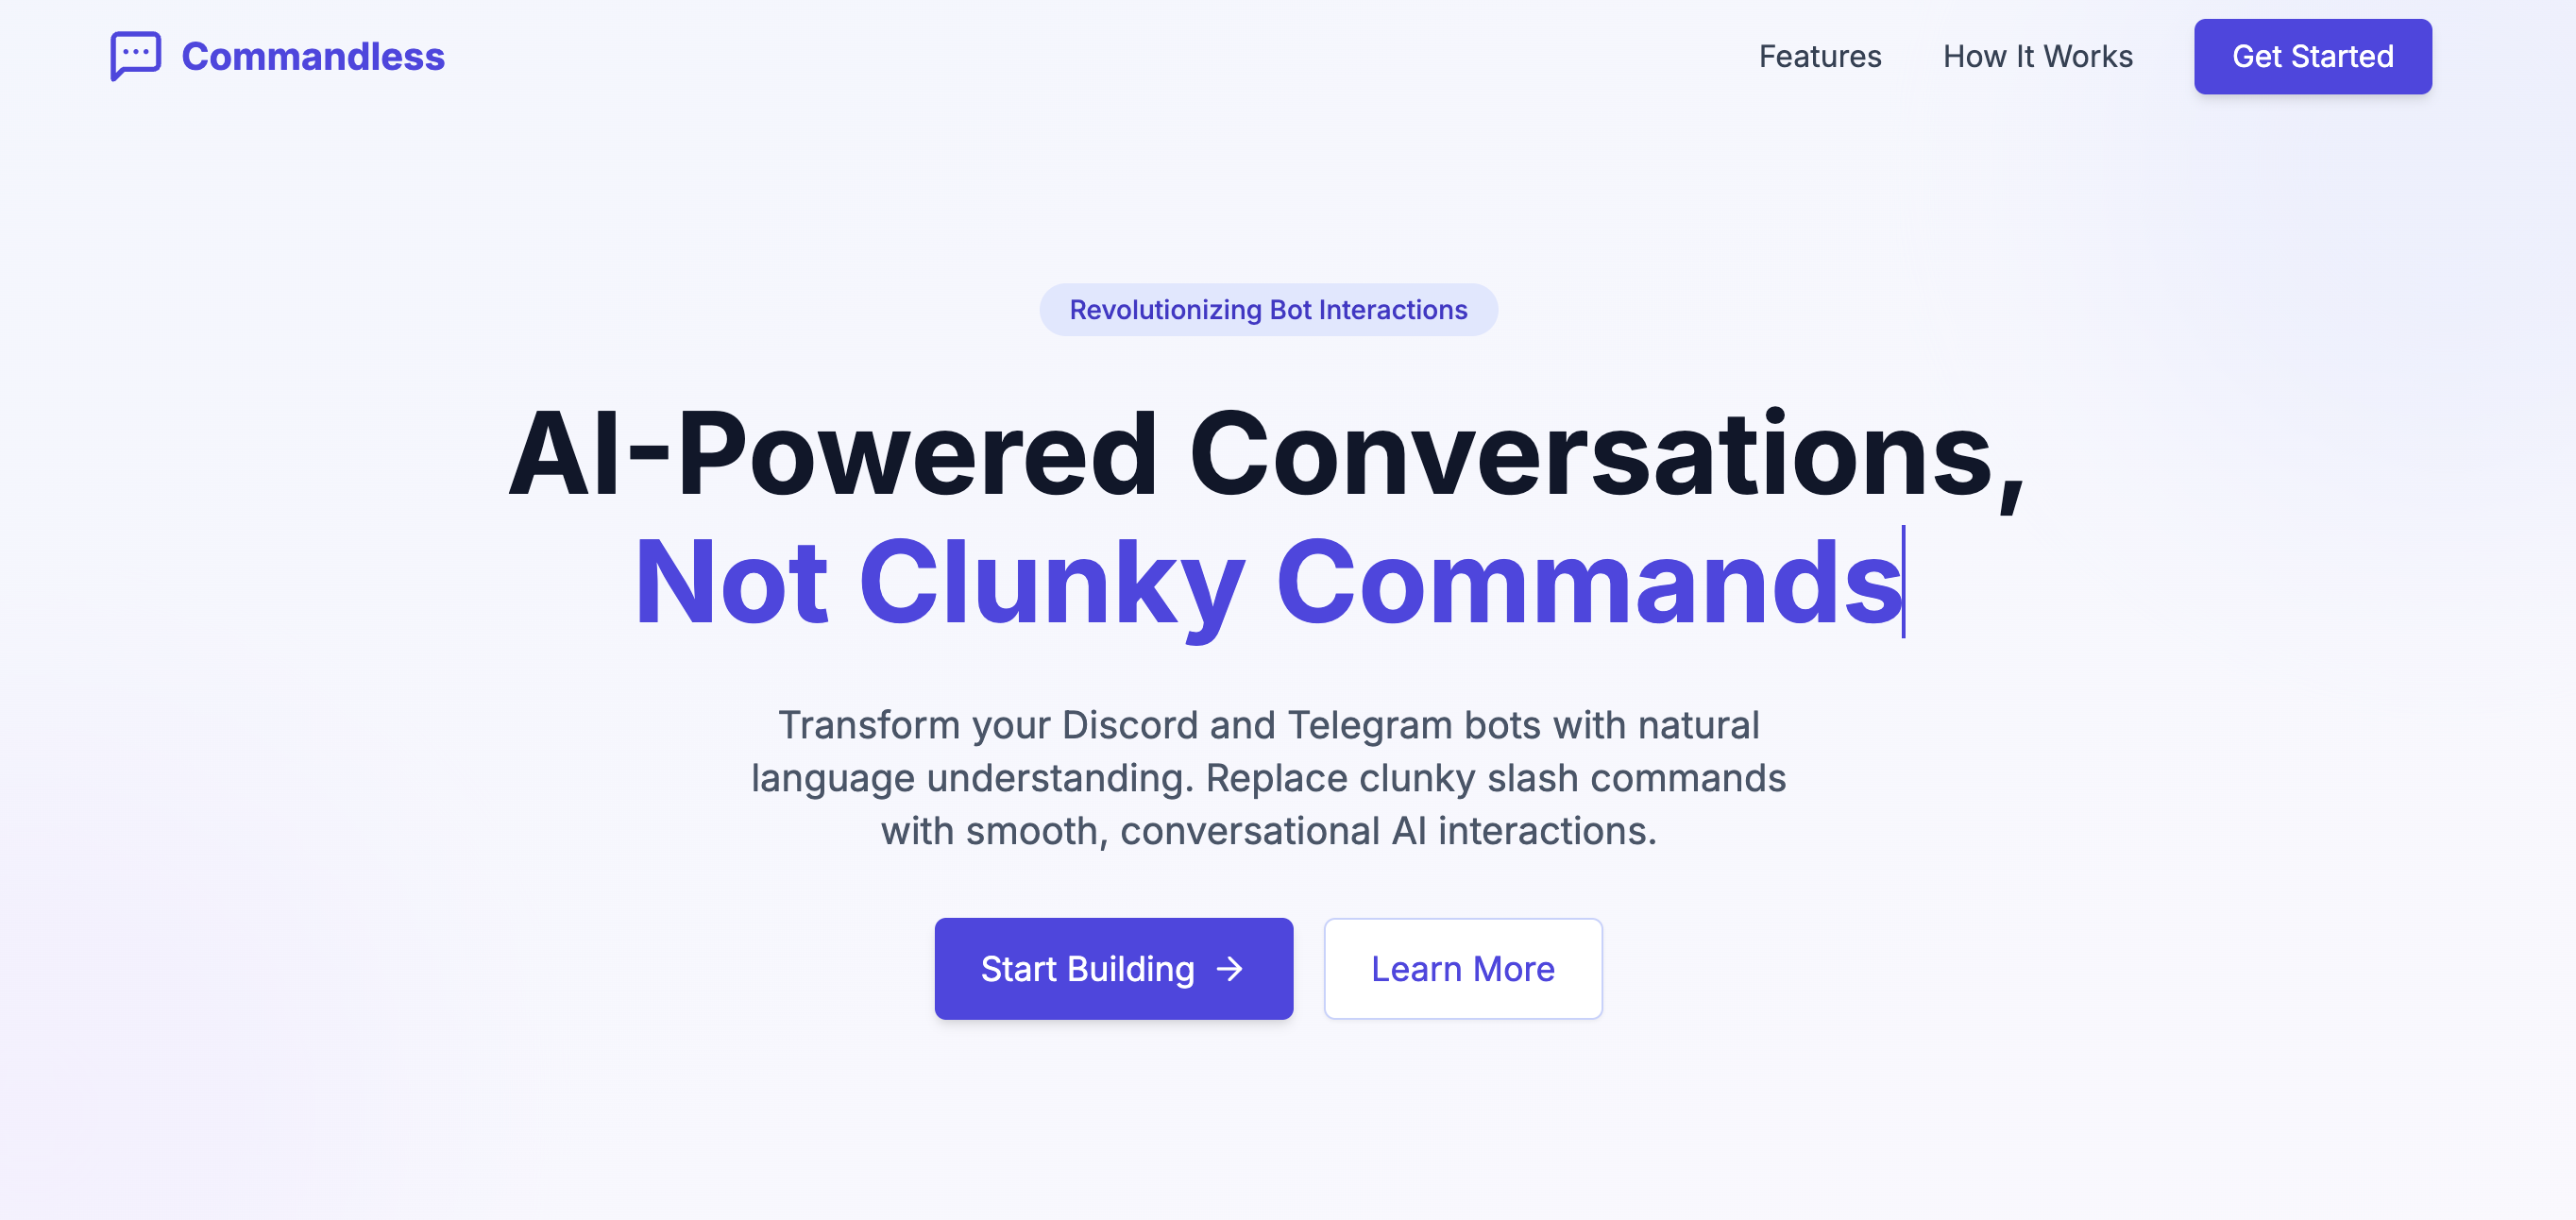 Commandless
Features
How It Works
Get Started
Revolutionizing Bot Interactions
AI-Powered Conversations,
Not Clunky Commands
Transform your Discord and Telegram bots with natural
language understanding. Replace clunky slash commands
with smooth, conversational AI interactions.
Start Building →
Learn More